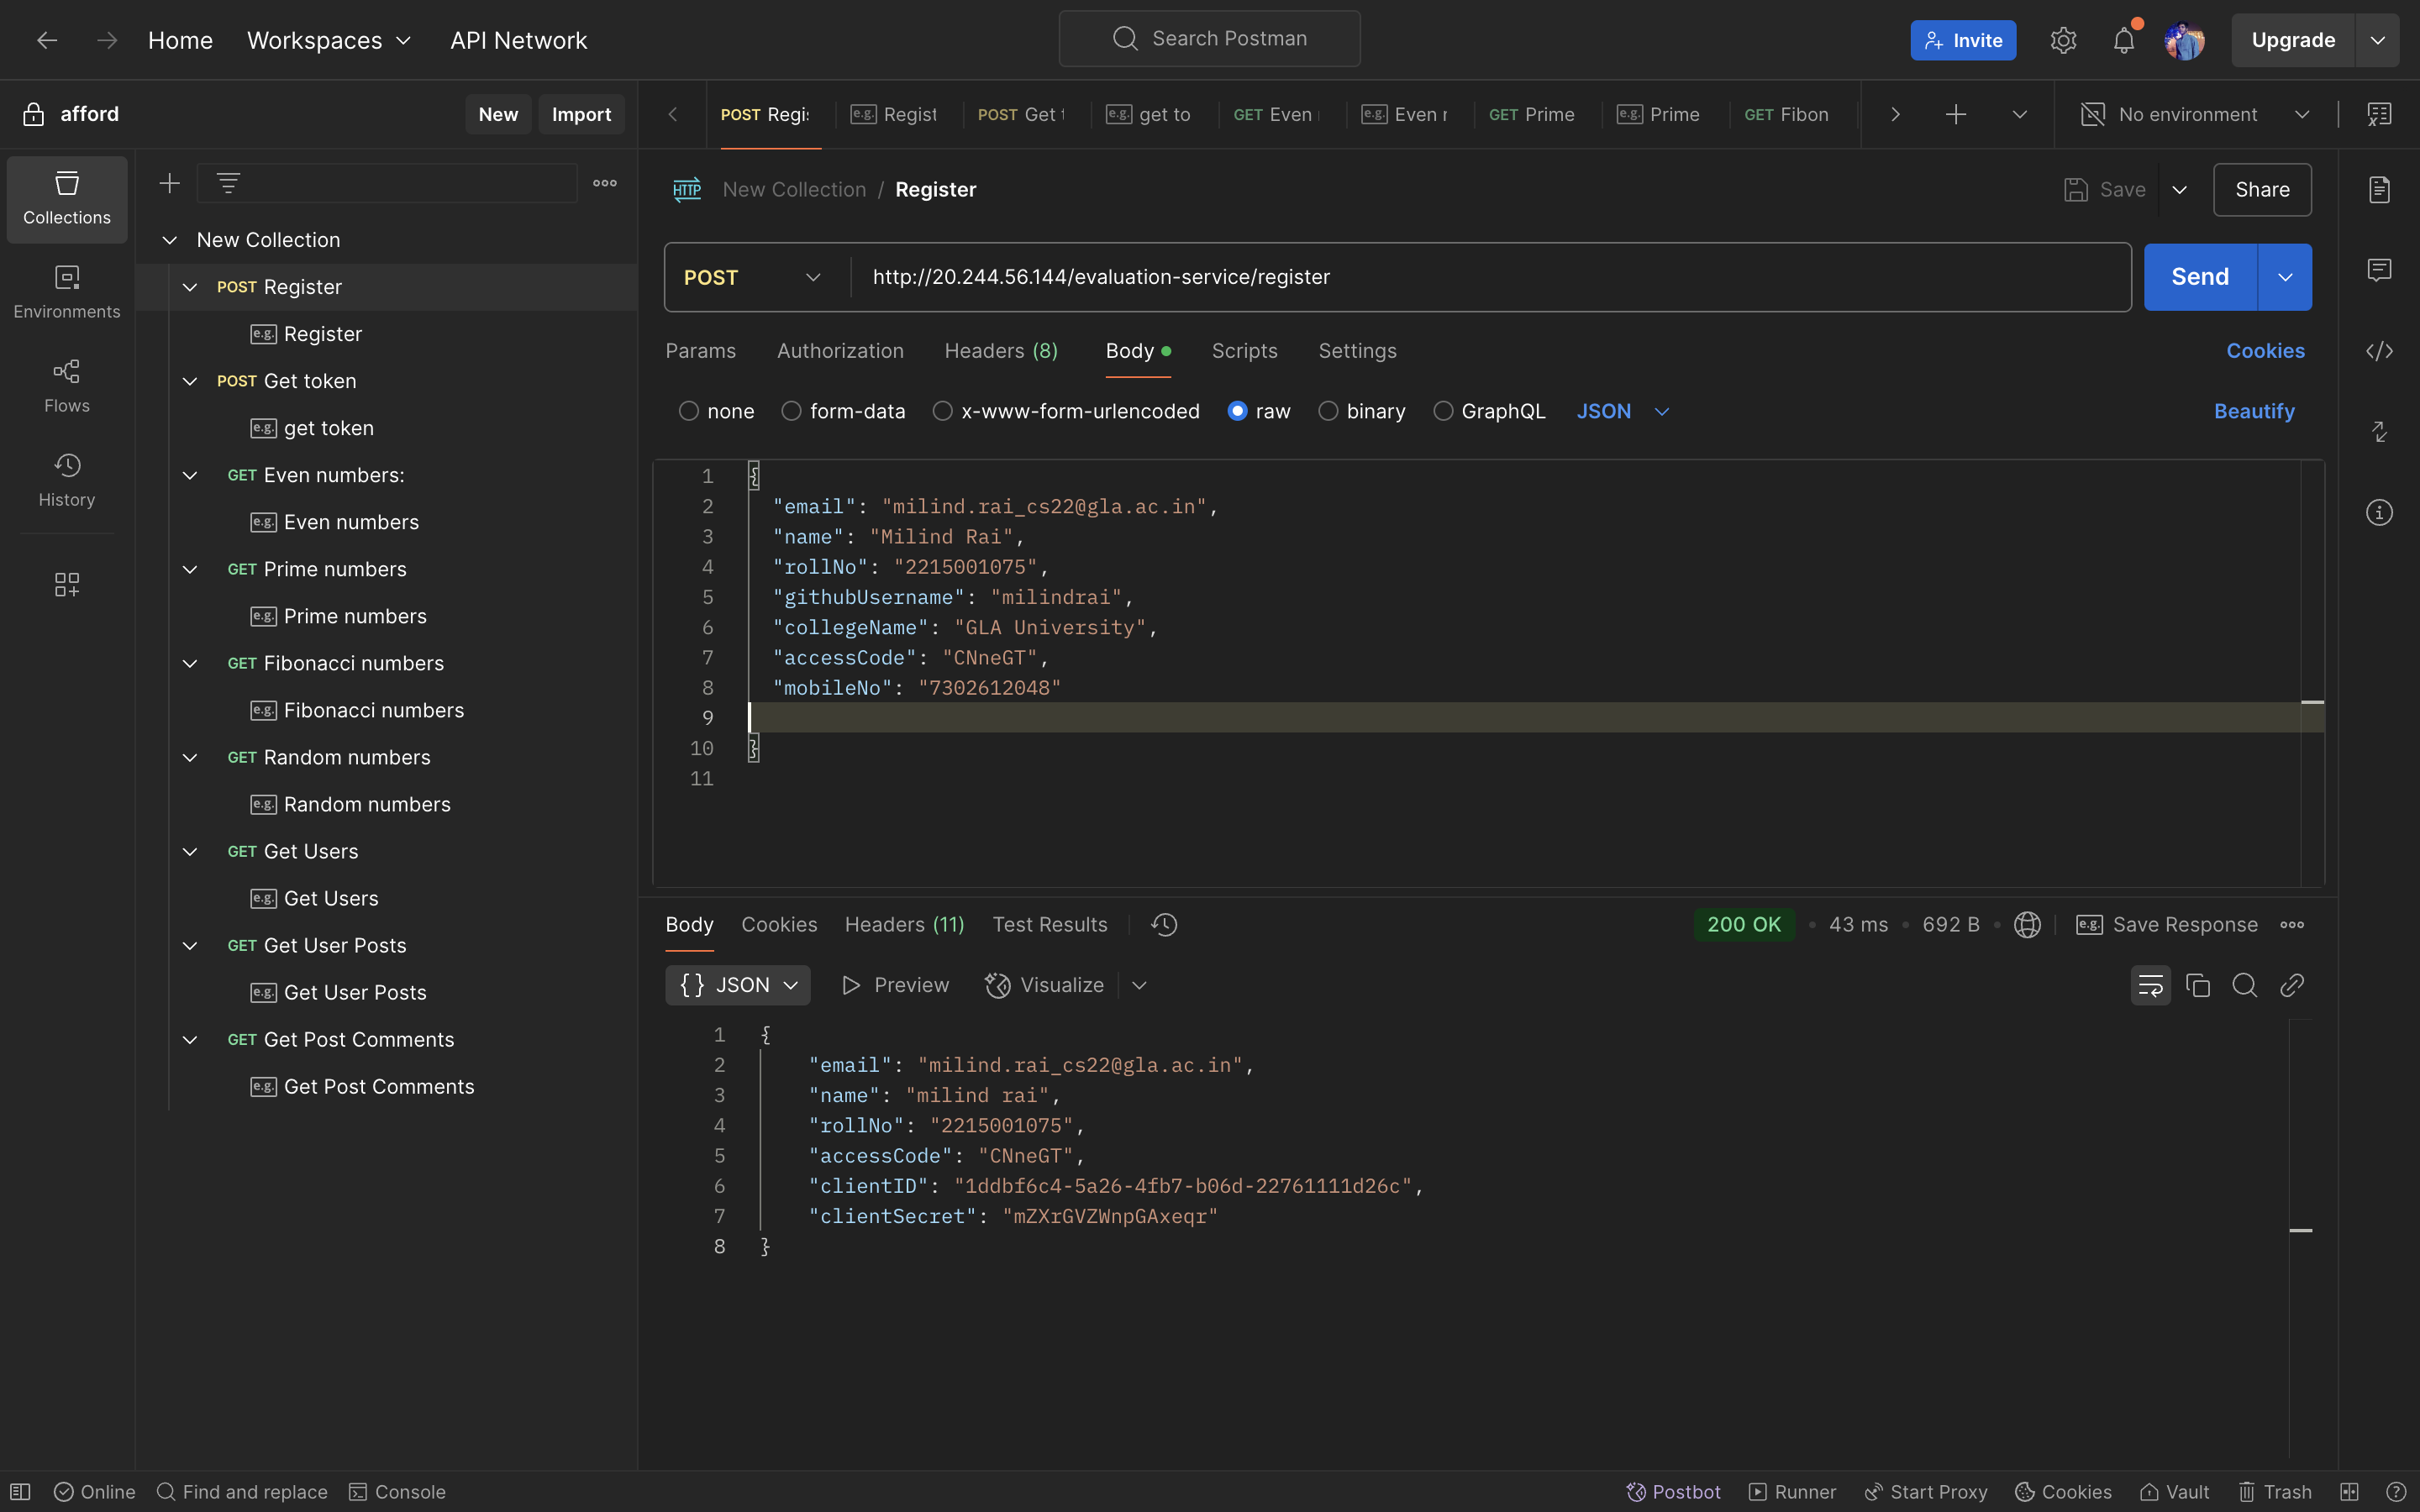 Home Workspaces API Network Search Postman Invite Upgrade
afford New Import
POST Regi e.g. Regist POST Get e.g. get to GET Even e.g. Even GET Prime e.g. Prime GET Fibon No environment
Collections
Environments
Flows
History
New Collection
POST Register
e.g. Register
POST Get token
e.g. get token
GET Even numbers:
e.g. Even numbers
GET Prime numbers
e.g. Prime numbers
GET Fibonacci numbers
e.g. Fibonacci numbers
GET Random numbers
e.g. Random numbers
GET Get Users
e.g. Get Users
GET Get User Posts
e.g. Get User Posts
GET Get Post Comments
e.g. Get Post Comments
HTTP New Collection / Register Save Share
POST http://20.244.56.144/evaluation-service/register Send
Params Authorization Headers (8) Body Scripts Settings Cookies
none form-data x-www-form-urlencoded raw binary GraphQL JSON Beautify
1 {
2 "email": "milind.rai_cs22@gla.ac.in",
3 "name": "Milind Rai",
4 "rollNo": "2215001075",
5 "githubUsername": "milindrai",
6 "collegeName": "GLA University",
7 "accessCode": "CNneGT",
8 "mobileNo": "7302612048"
9
10 }
11
Body Cookies Headers (11) Test Results 200 OK • 43 ms • 692 B • e.g. Save Response
{} JSON Preview Visualize
1 {
2 "email": "milind.rai_cs22@gla.ac.in",
3 "name": "milind rai",
4 "rollNo": "2215001075",
5 "accessCode": "CNneGT",
6 "clientID": "1ddbf6c4-5a26-4fb7-b06d-22761111d26c",
7 "clientSecret": "mZXrGVZWnpGAxeqr"
8 }
Online Find and replace Console Postbot Runner Start Proxy Cookies Vault Trash